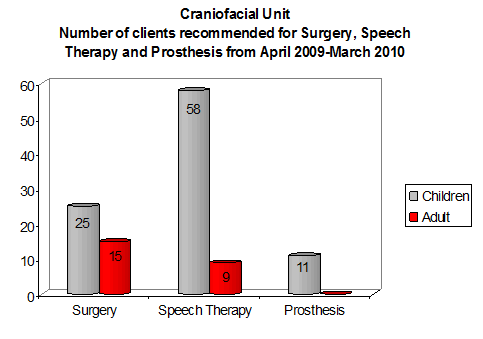 Craniofacial Unit
Number of clients recommended for Surgery, Speech
Therapy and Prosthesis from April 2009-March 2010
60
50
40
30
20
10
0
25
15
58
9
11
Surgery
Speech Therapy
Prosthesis
Children
Adult